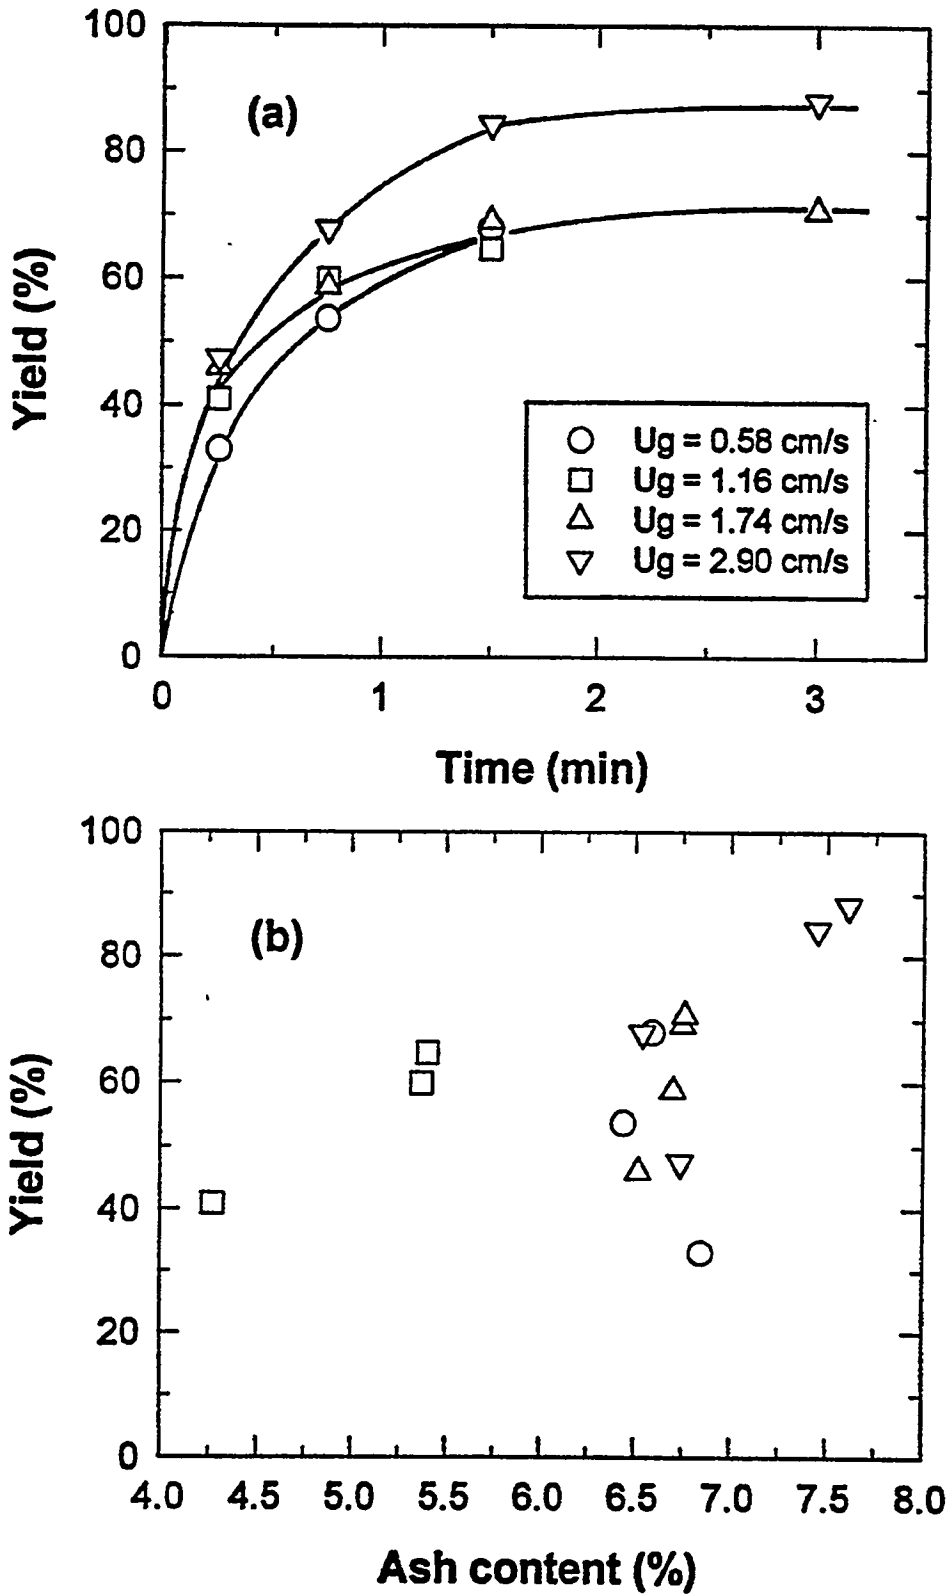 100
80
60
40
20
0
Yield (%)
(a)
Ug = 0.58 cm/s
Ug = 1.16 cm/s
Ug = 1.74 cm/s
Ug = 2.90 cm/s
0 1 2 3
Time (min)
100
80
60
40
20
0
Yield (%)
(b)
4.0 4.5 5.0 5.5 6.0 6.5 7.0 7.5 8.0
Ash content (%)